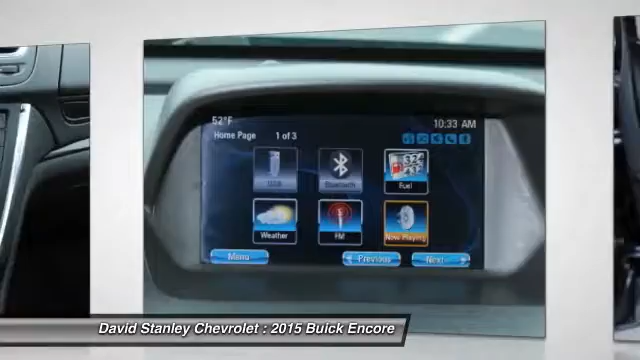 52°F
10:33 AM
Home Page 1 of 3
USB
Bluetooth
Fuel
Weather
FM
Now Playing
Menu
Previous
Next
David Stanley Chevrolet : 2015 Buick Encore